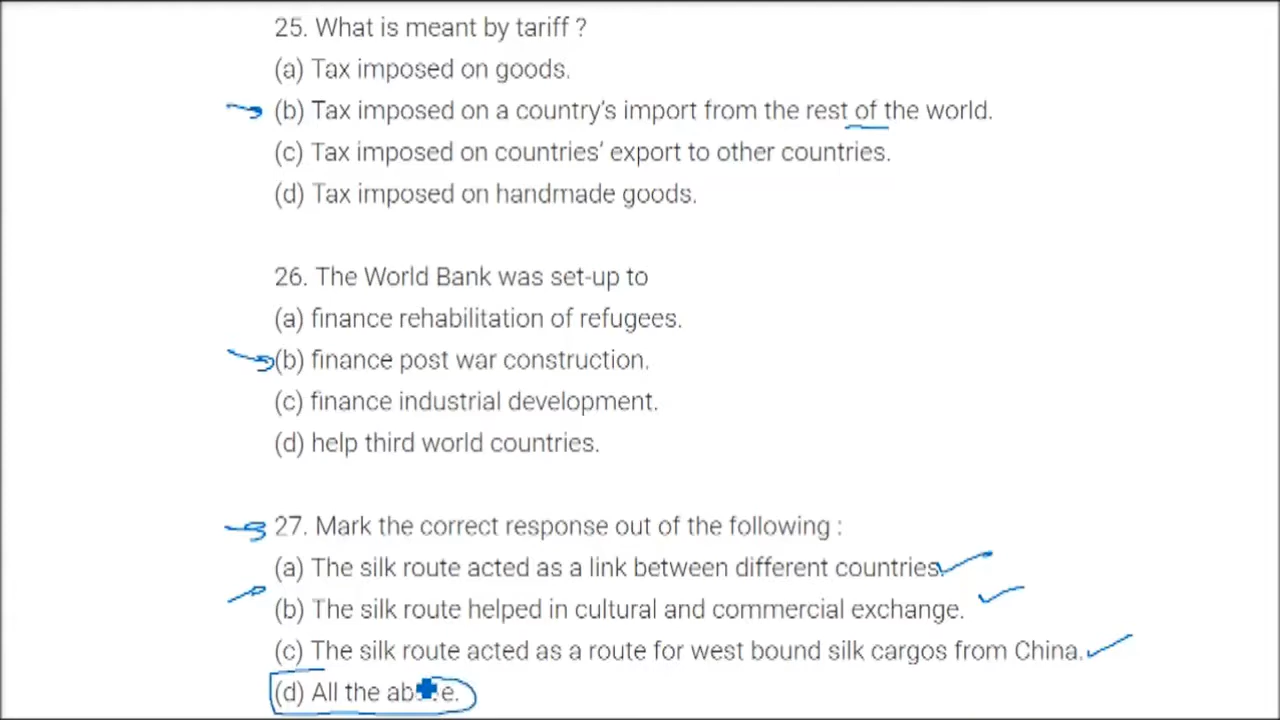 25. What is meant by tariff ?
(a) Tax imposed on goods.
(b) Tax imposed on a country's import from the rest of the world.
(c) Tax imposed on countries' export to other countries.
(d) Tax imposed on handmade goods.
26. The World Bank was set-up to
(a) finance rehabilitation of refugees.
(b) finance post war construction.
(c) finance industrial development.
(d) help third world countries.
27. Mark the correct response out of the following :
(a) The silk route acted as a link between different countries.
(b) The silk route helped in cultural and commercial exchange.
(c) The silk route acted as a route for west bound silk cargos from China.
(d) All the